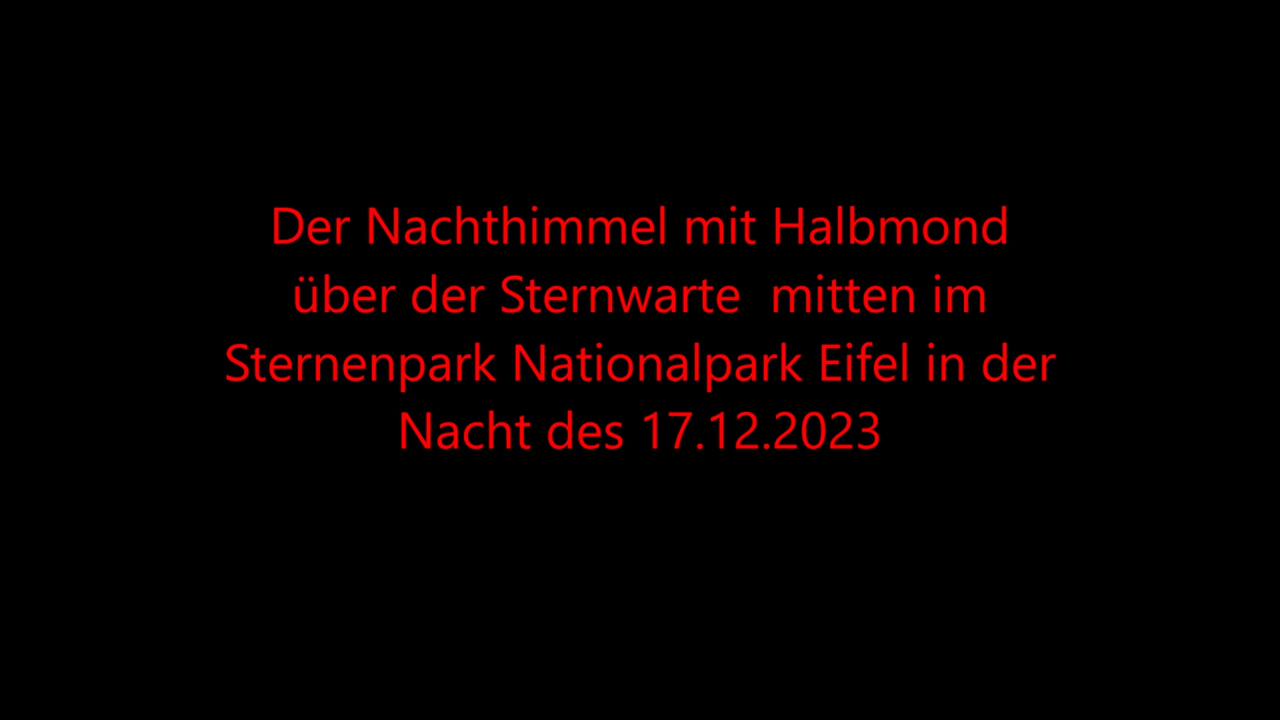 Der Nachthimmel mit Halbmond
über der Sternwarte  mitten im
Sternenpark Nationalpark Eifel in der
Nacht des 17.12.2023